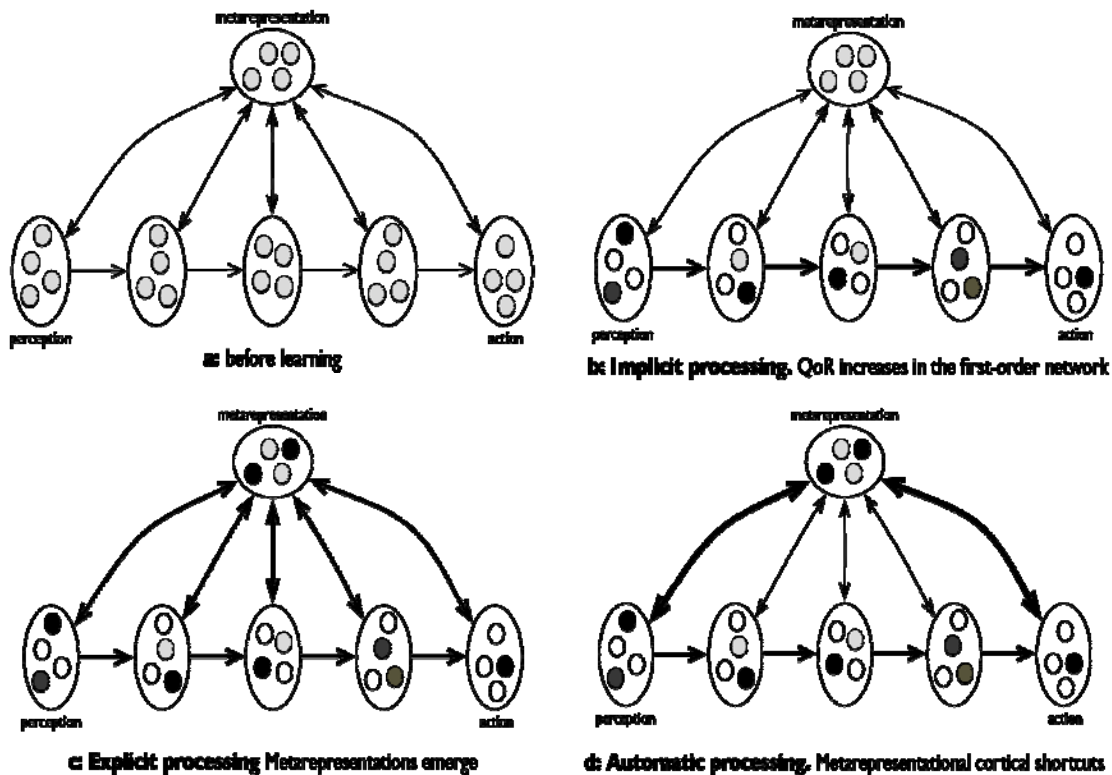 metarepresentation
perception
action
a: before learning
metarepresentation
perception
action
b: Implicit processing. QoR increases in the first-order network
metarepresentation
perception
action
c: Explicit processing Metarepresentations emerge
metarepresentation
perception
action
d: Automatic processing. Metarepresentational cortical shortcuts